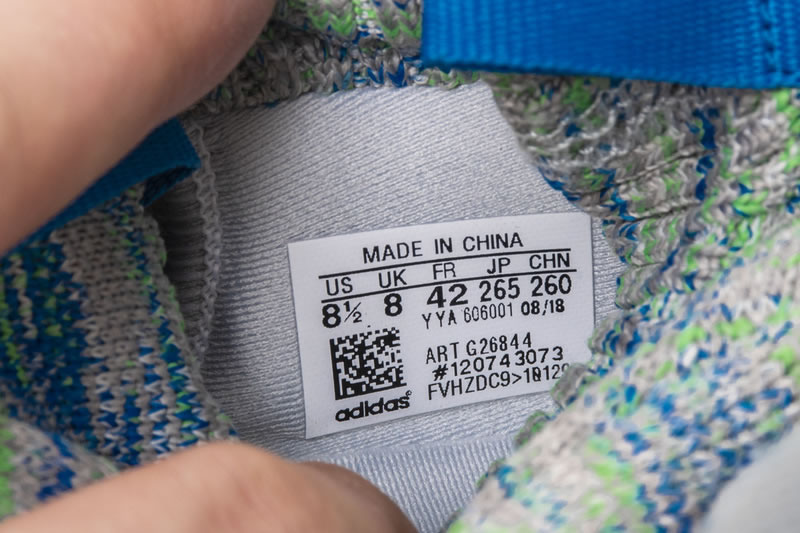 MADE IN CHINA
US UK FR JP CHN
8½ 8 42 265 260
YYA 606001 08/18
ART G26844
#120743073
adidas